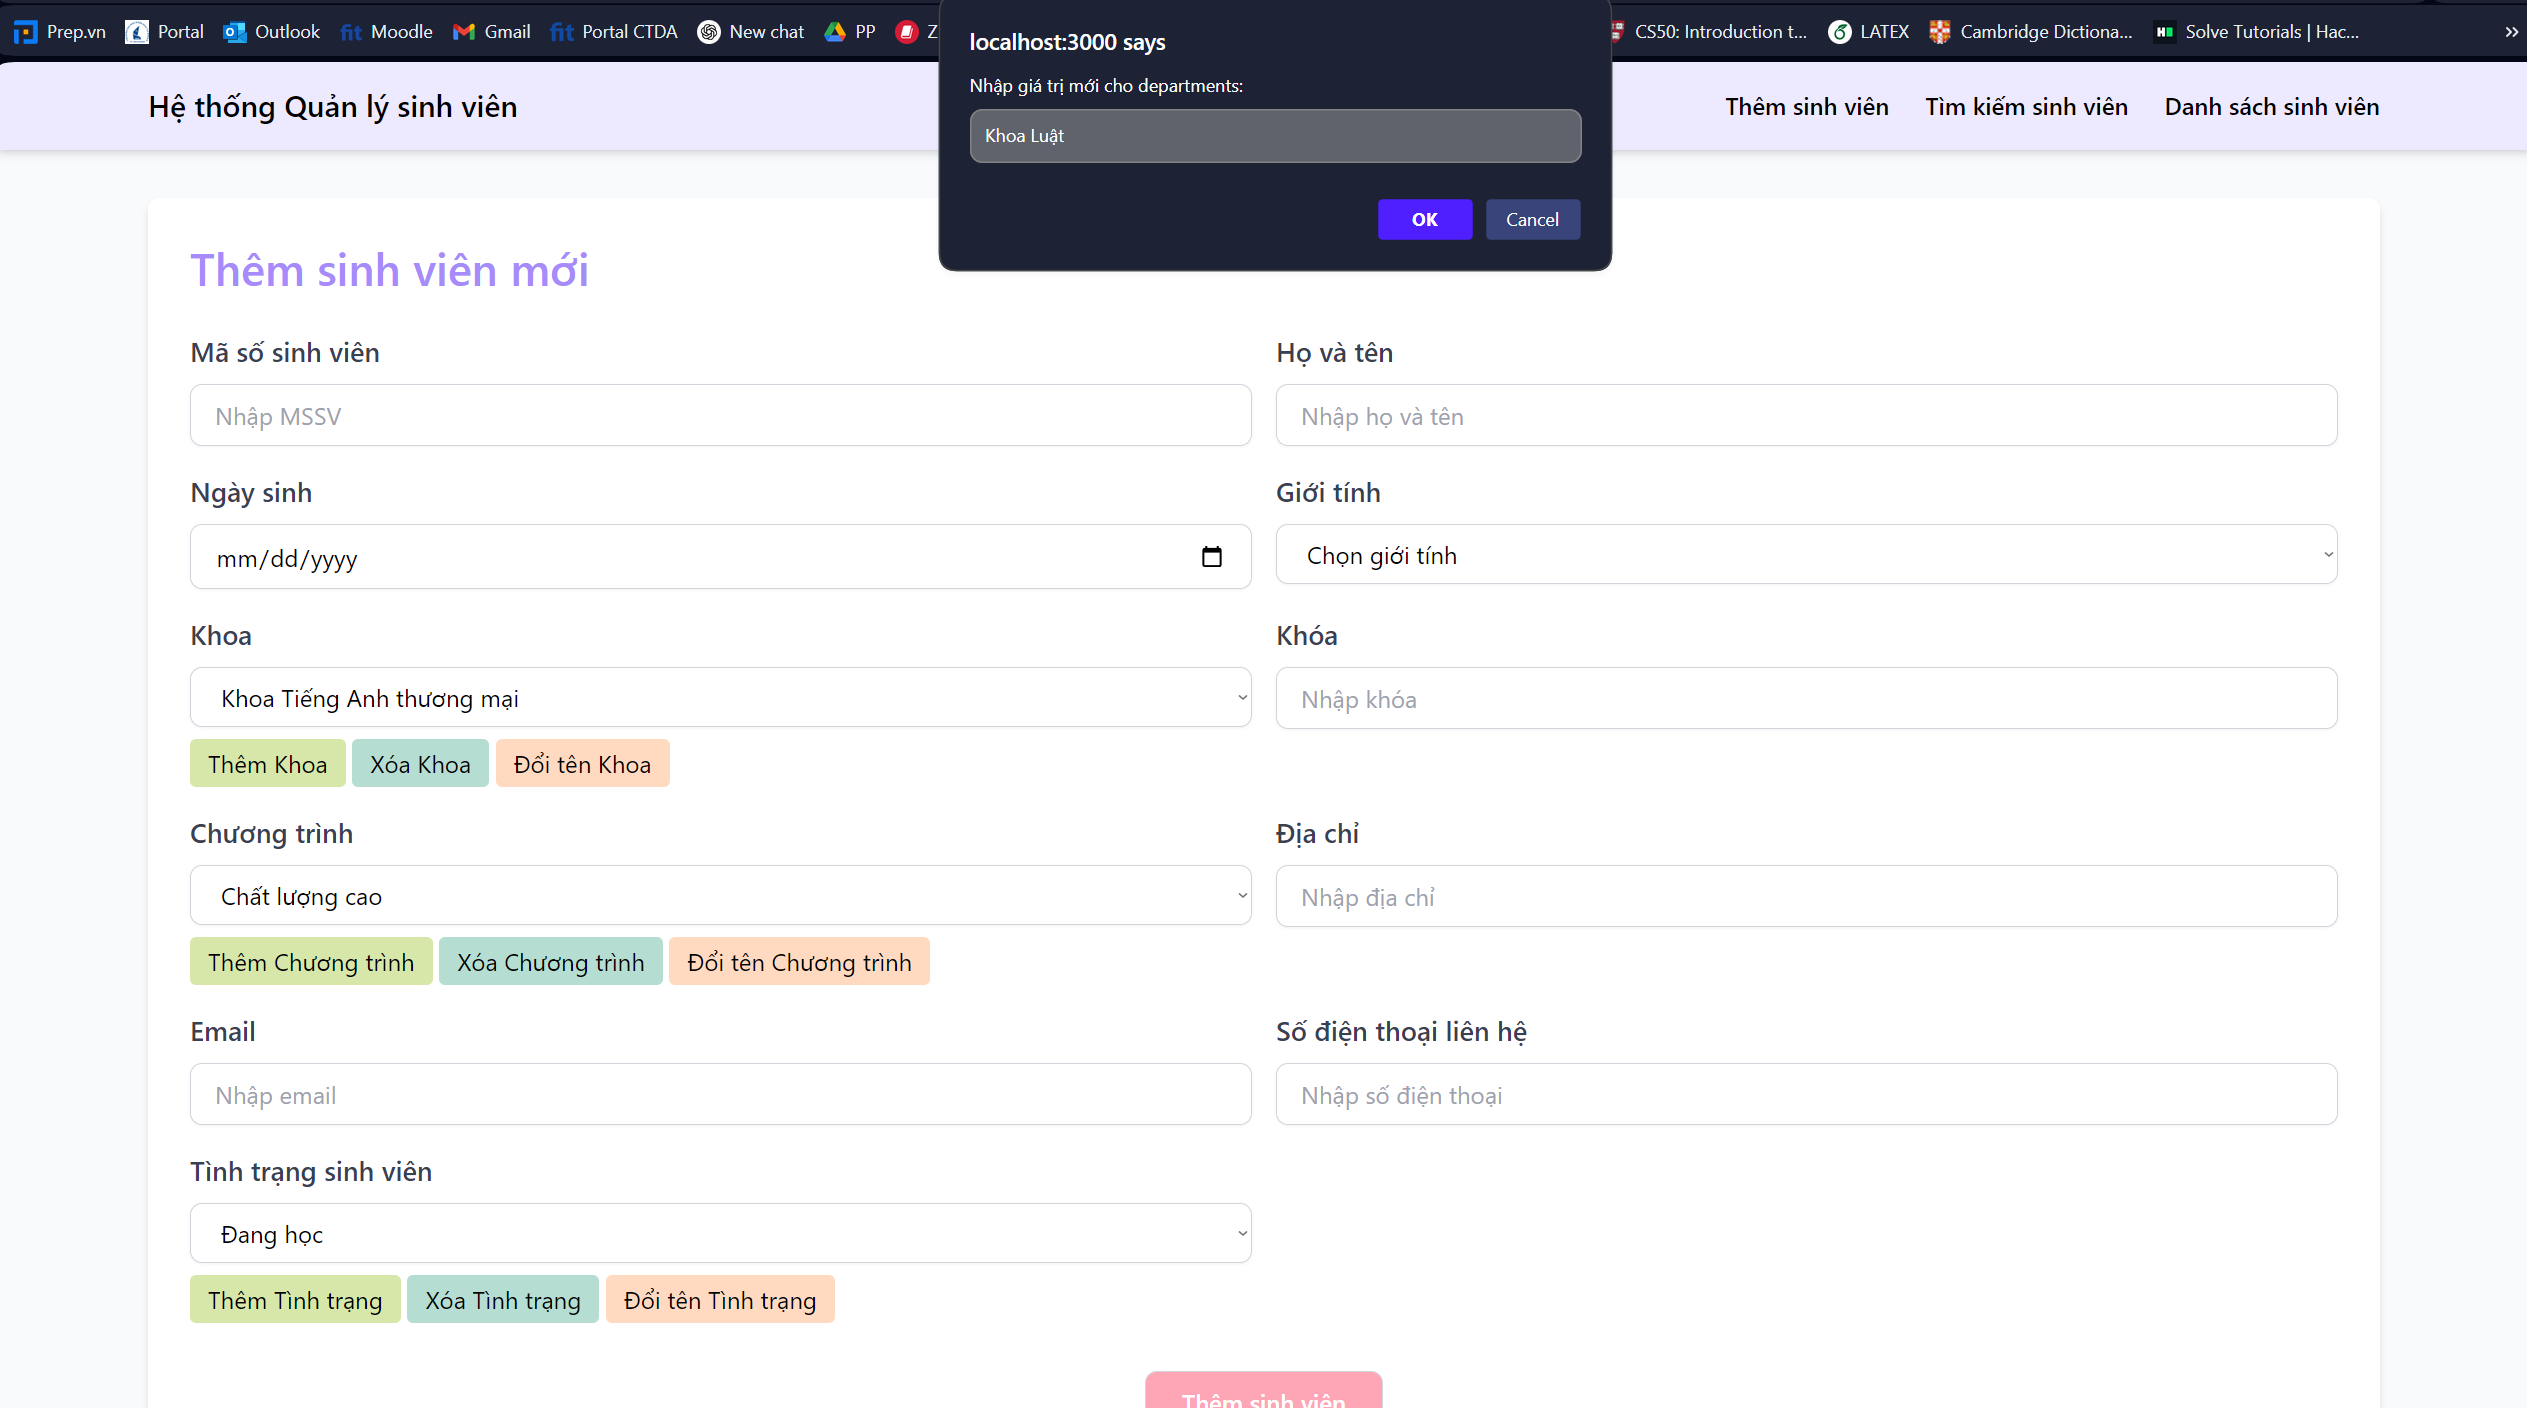 Prep.vn Portal Outlook fit Moodle Gmail fit Portal CTDA New chat PP Z CS50: Introduction t... LATEX Cambridge Dictiona... H Solve Tutorials | Hac... »
localhost:3000 says
Nhập giá trị mới cho departments:
Khoa Luật
OK Cancel
Hệ thống Quản lý sinh viên Thêm sinh viên Tìm kiếm sinh viên Danh sách sinh viên
Thêm sinh viên mới
Mã số sinh viên Họ và tên
Nhập MSSV Nhập họ và tên
Ngày sinh Giới tính
mm/dd/yyyy Chọn giới tính
Khoa Khóa
Khoa Tiếng Anh thương mại Nhập khóa
Thêm Khoa Xóa Khoa Đổi tên Khoa
Chương trình Địa chỉ
Chất lượng cao Nhập địa chỉ
Thêm Chương trình Xóa Chương trình Đổi tên Chương trình
Email Số điện thoại liên hệ
Nhập email Nhập số điện thoại
Tình trạng sinh viên
Đang học
Thêm Tình trạng Xóa Tình trạng Đổi tên Tình trạng
Thêm sinh viên